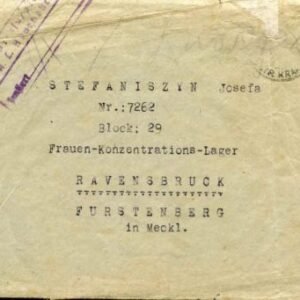 STEFANISZYN Josefa
Nr.:7262
Block; 29
Frauen-Konzentrations-Lager
RAVENSBRUCK
FURSTENBERG
in Meckl.